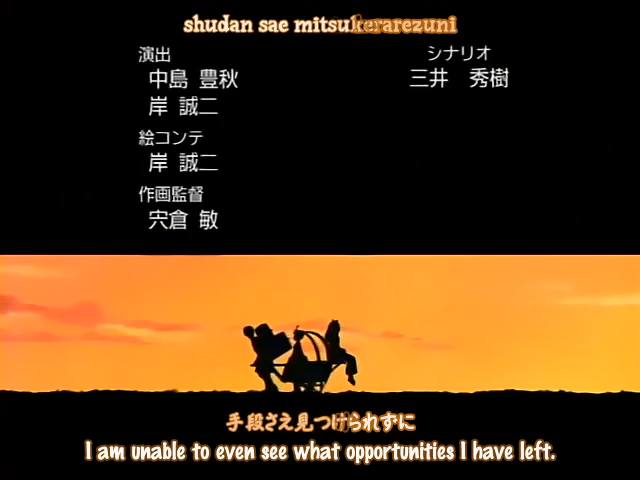 shudan sae mitsukerarezuni
演出
中島 豊秋
岸 誠二
絵コンテ
岸 誠二
作画監督
宍倉 敏
シナリオ
三井 秀樹
手段さえ見つけられずに
I am unable to even see what opportunities I have left.